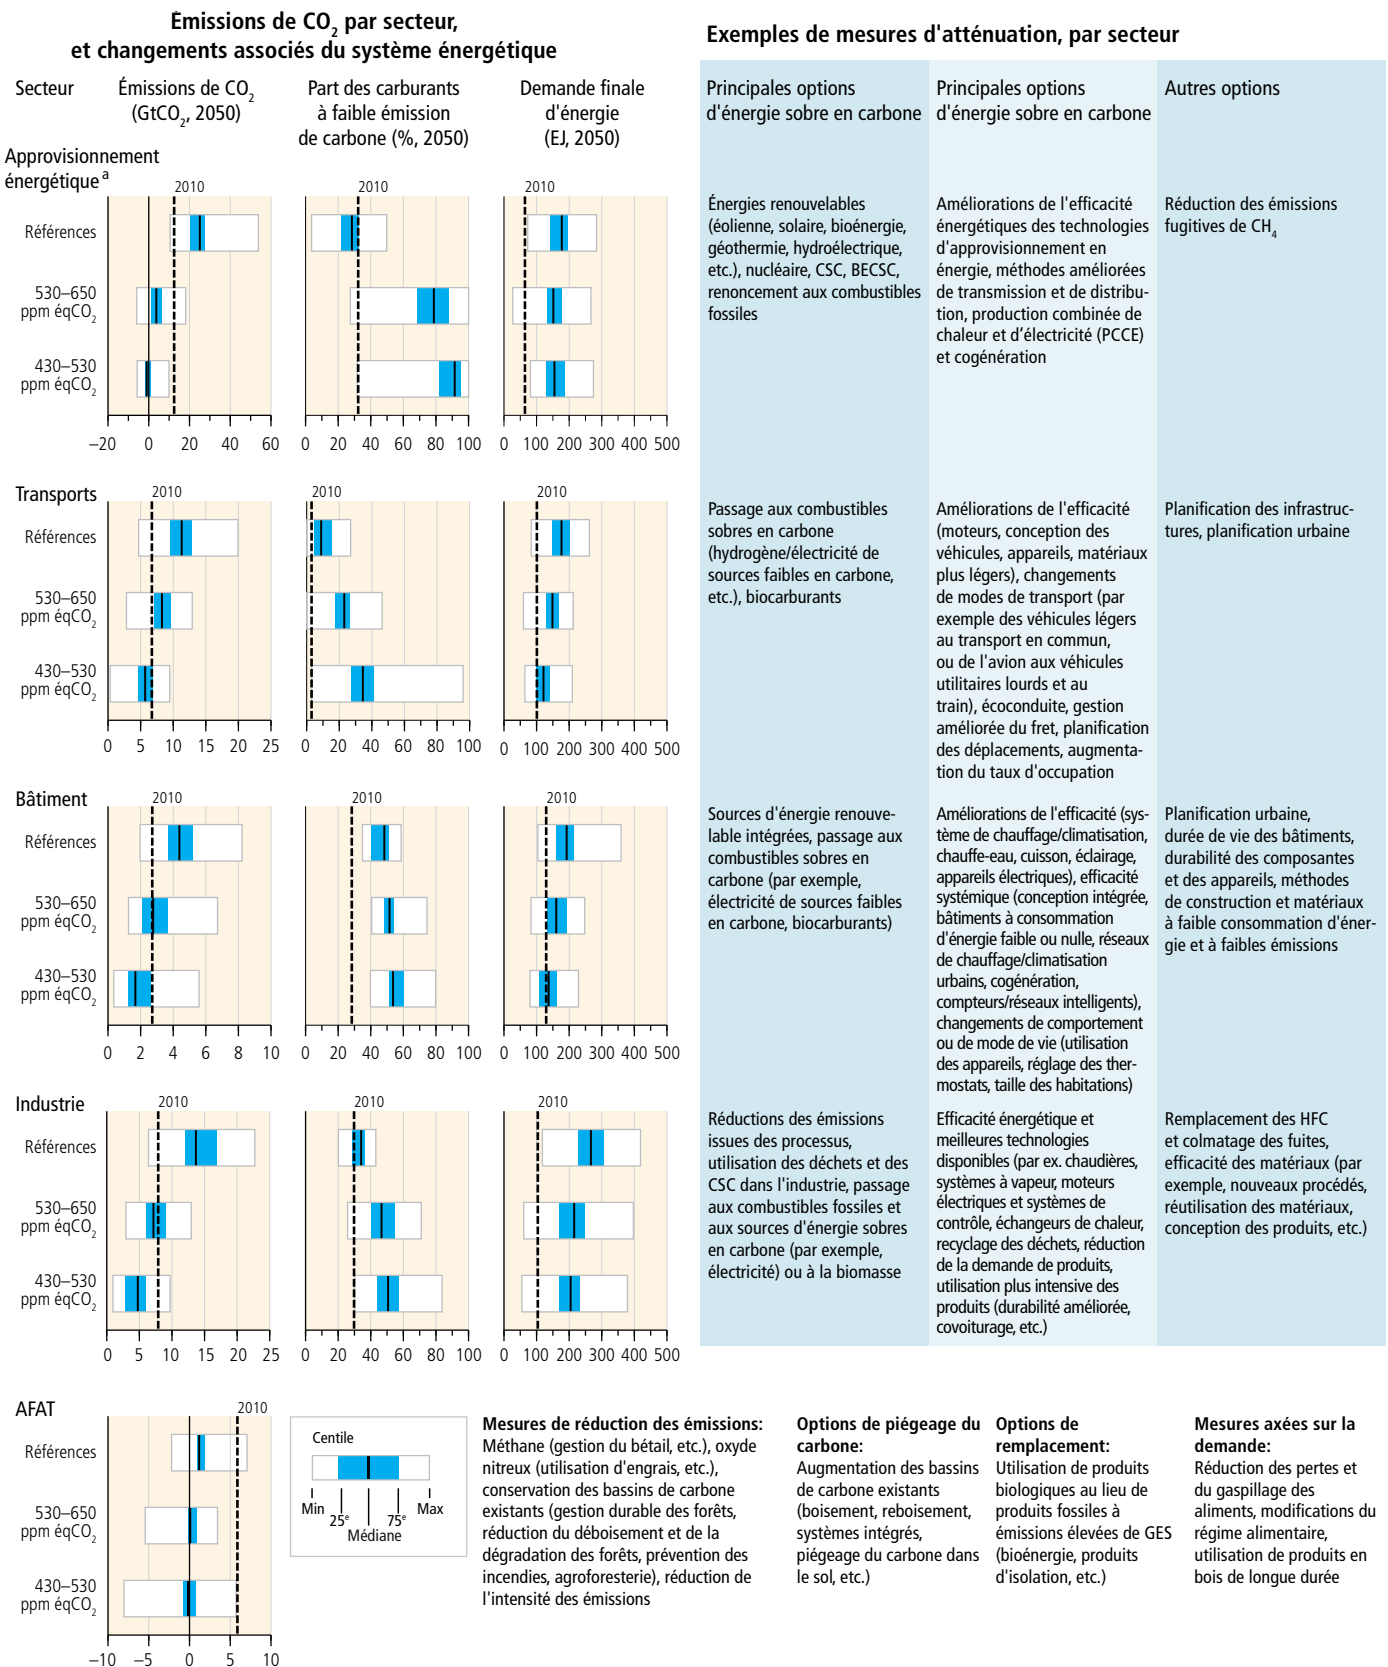 Émissions de CO2 par secteur,
et changements associés du système énergétique
Secteur
Émissions de CO2
(GtCO2, 2050)
Part des carburants
à faible émission
de carbone (%, 2050)
Demande finale
d'énergie
(EJ, 2050)
Approvisionnement
énergétique a
2010
2010
2010
Références
530–650
ppm éqCO2
430–530
ppm éqCO2
–20 0 20 40 60
0 20 40 60 80 100
0 100 200 300 400 500
Transports
2010
2010
2010
Références
530–650
ppm éqCO2
430–530
ppm éqCO2
0 5 10 15 20 25
0 20 40 60 80 100
0 100 200 300 400 500
Bâtiment
2010
2010
2010
Références
530–650
ppm éqCO2
430–530
ppm éqCO2
0 2 4 6 8 10
0 20 40 60 80 100
0 100 200 300 400 500
Industrie
2010
2010
2010
Références
530–650
ppm éqCO2
430–530
ppm éqCO2
0 5 10 15 20 25
0 20 40 60 80 100
0 100 200 300 400 500
AFAT
2010
Références
530–650
ppm éqCO2
430–530
ppm éqCO2
–10 –5 0 5 10
Centile
Min 25e Médiane 75e Max
Exemples de mesures d'atténuation, par secteur
Principales options
d'énergie sobre en carbone
Principales options
d'énergie sobre en carbone
Autres options
Énergies renouvelables
(éolienne, solaire, bioénergie,
géothermie, hydroélectrique,
etc.), nucléaire, CSC, BECSC,
renoncement aux combustibles
fossiles
Améliorations de l'efficacité
énergétiques des technologies
d'approvisionnement en
énergie, méthodes améliorées
de transmission et de distribu-
tion, production combinée de
chaleur et d'électricité (PCCE)
et cogénération
Réduction des émissions
fugitives de CH4
Passage aux combustibles
sobres en carbone
(hydrogène/électricité de
sources faibles en carbone,
etc.), biocarburants
Améliorations de l'efficacité
(moteurs, conception des
véhicules, appareils, matériaux
plus légers), changements
de modes de transport (par
exemple des véhicules légers
au transport en commun,
ou de l'avion aux véhicules
utilitaires lourds et au
train), écoconduite, gestion
améliorée du fret, planification
des déplacements, augmenta-
tion du taux d'occupation
Planification des infrastruc-
tures, planification urbaine
Sources d'énergie renouve-
lable intégrées, passage aux
combustibles sobres en
carbone (par exemple,
électricité de sources faibles
en carbone, biocarburants)
Améliorations de l'efficacité (sys-
tème de chauffage/climatisation,
chauffe-eau, cuisson, éclairage,
appareils électriques), efficacité
systémique (conception intégrée,
bâtiments à consommation
d'énergie faible ou nulle, réseaux
de chauffage/climatisation
urbains, cogénération,
compteurs/réseaux intelligents),
changements de comportement
ou de mode de vie (utilisation
des appareils, réglage des ther-
mostats, taille des habitations)
Planification urbaine,
durée de vie des bâtiments,
durabilité des composantes
et des appareils, méthodes
de construction et matériaux
à faible consommation d'éner-
gie et à faibles émissions
Réductions des émissions
issues des processus,
utilisation des déchets et des
CSC dans l'industrie, passage
aux combustibles fossiles et
aux sources d'énergie sobres
en carbone (par exemple,
électricité) ou à la biomasse
Efficacité énergétique et
meilleures technologies
disponibles (par ex. chaudières,
systèmes à vapeur, moteurs
électriques et systèmes de
contrôle, échangeurs de chaleur,
recyclage des déchets, réduction
de la demande de produits,
utilisation plus intensive des
produits (durabilité améliorée,
covoiturage, etc.)
Remplacement des HFC
et colmatage des fuites,
efficacité des matériaux (par
exemple, nouveaux procédés,
réutilisation des matériaux,
conception des produits, etc.)
Mesures de réduction des émissions:
Méthane (gestion du bétail, etc.), oxyde
nitreux (utilisation d'engrais, etc.),
conservation des bassins de carbone
existants (gestion durable des forêts,
réduction du déboisement et de la
dégradation des forêts, prévention des
incendies, agroforesterie), réduction de
l'intensité des émissions
Options de piégeage du
carbone:
Augmentation des bassins
de carbone existants
(boisement, reboisement,
systèmes intégrés,
piégeage du carbone dans
le sol, etc.)
Options de
remplacement:
Utilisation de produits
biologiques au lieu de
produits fossiles à
émissions élevées de GES
(bioénergie, produits
d'isolation, etc.)
Mesures axées sur la
demande:
Réduction des pertes et
du gaspillage des
aliments, modifications du
régime alimentaire,
utilisation de produits en
bois de longue durée